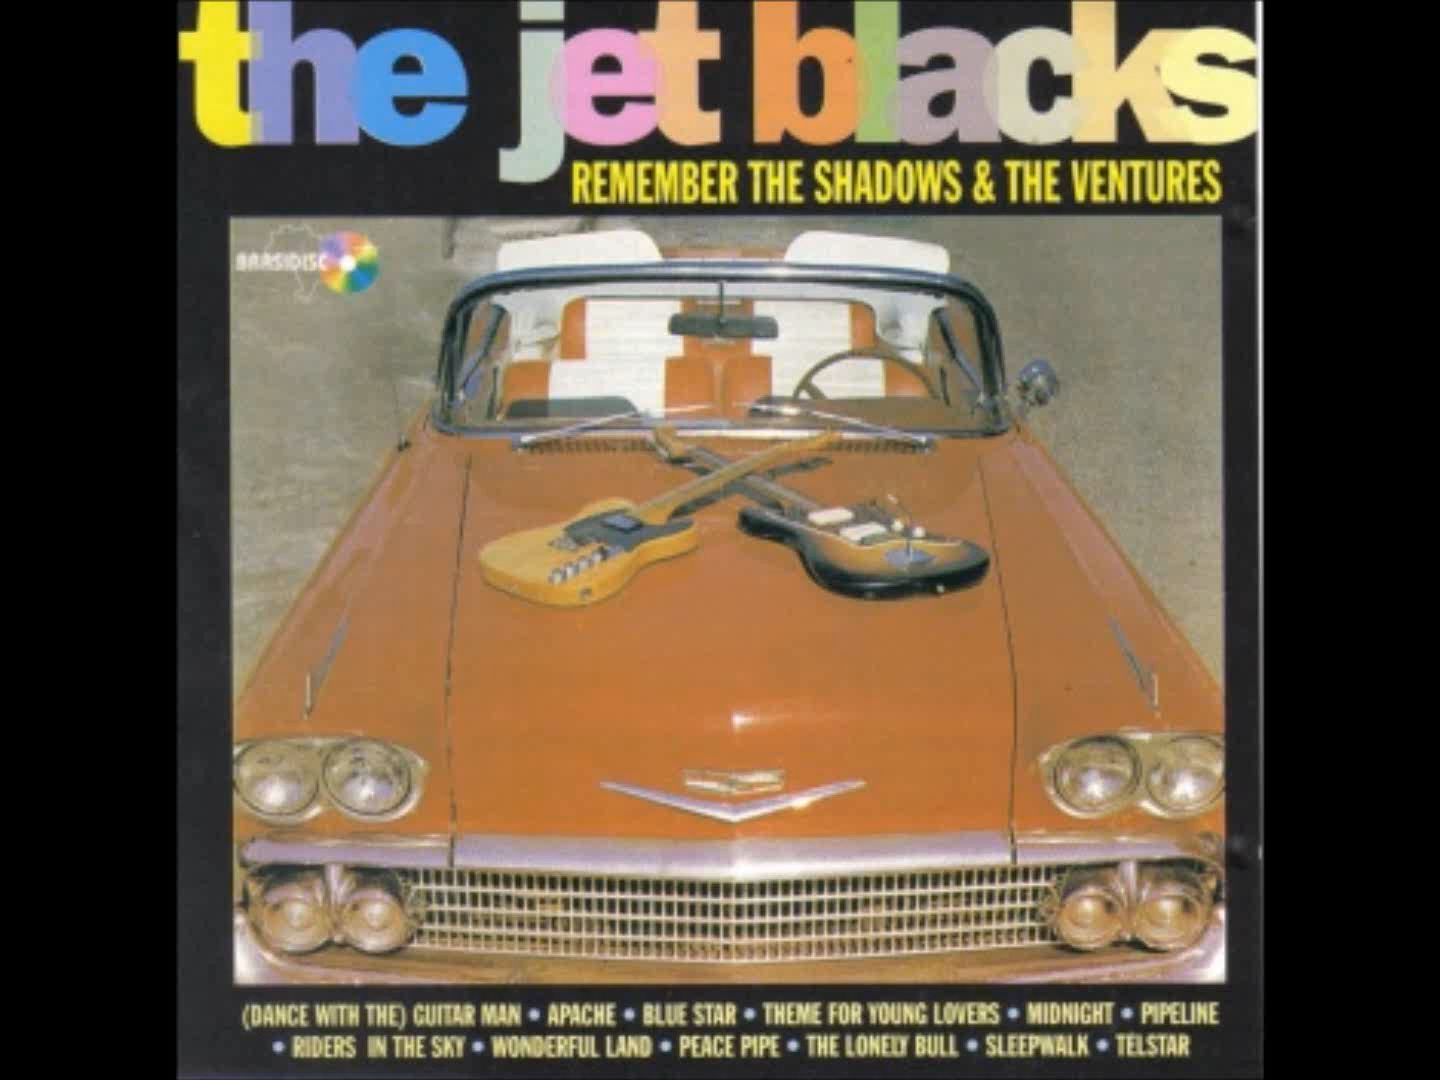 the jet blacks
REMEMBER THE SHADOWS & THE VENTURES
BRASIDISC
(DANCE WITH THE) GUITAR MAN • APACHE • BLUE STAR • THEME FOR YOUNG LOVERS • MIDNIGHT • PIPELINE
• RIDERS IN THE SKY • WONDERFUL LAND • PEACE PIPE • THE LONELY BULL • SLEEPWALK • TELSTAR